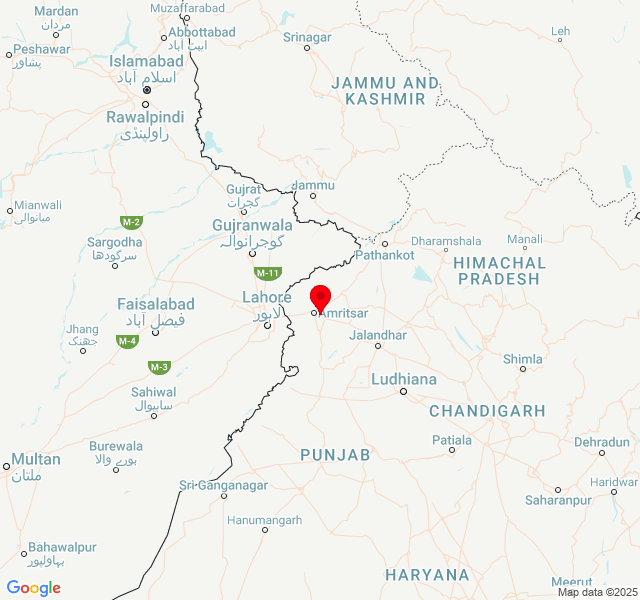 Muzaffarabad
Mardan
مردان
Abbottabad
ایبٹ آباد
Peshawar
پشاور
Srinagar
Leh
Islamabad
اسلام آباد
JAMMU AND
KASHMIR
Rawalpindi
راولپنڈی
Mianwali
میانوالی
Gujrat
گجرات
Jammu
M-2
Gujranwala
گوجرانوالہ
Sargodha
سرگودھا
Pathankot
Dharamshala
Manali
HIMACHAL
PRADESH
M-11
Faisalabad
فیصل آباد
Lahore
لاہور
Amritsar
Jhang
جھنگ
M-4
Jalandhar
M-3
Shimla
Sahiwal
ساہیوال
Ludhiana
CHANDIGARH
Multan
ملتان
Burewala
بورے والا
PUNJAB
Patiala
Dehradun
Sri Ganganagar
Saharanpur
Haridwar
Hanumangarh
Bahawalpur
بہاولپور
HARYANA
Meerut
Google
Map data ©2025